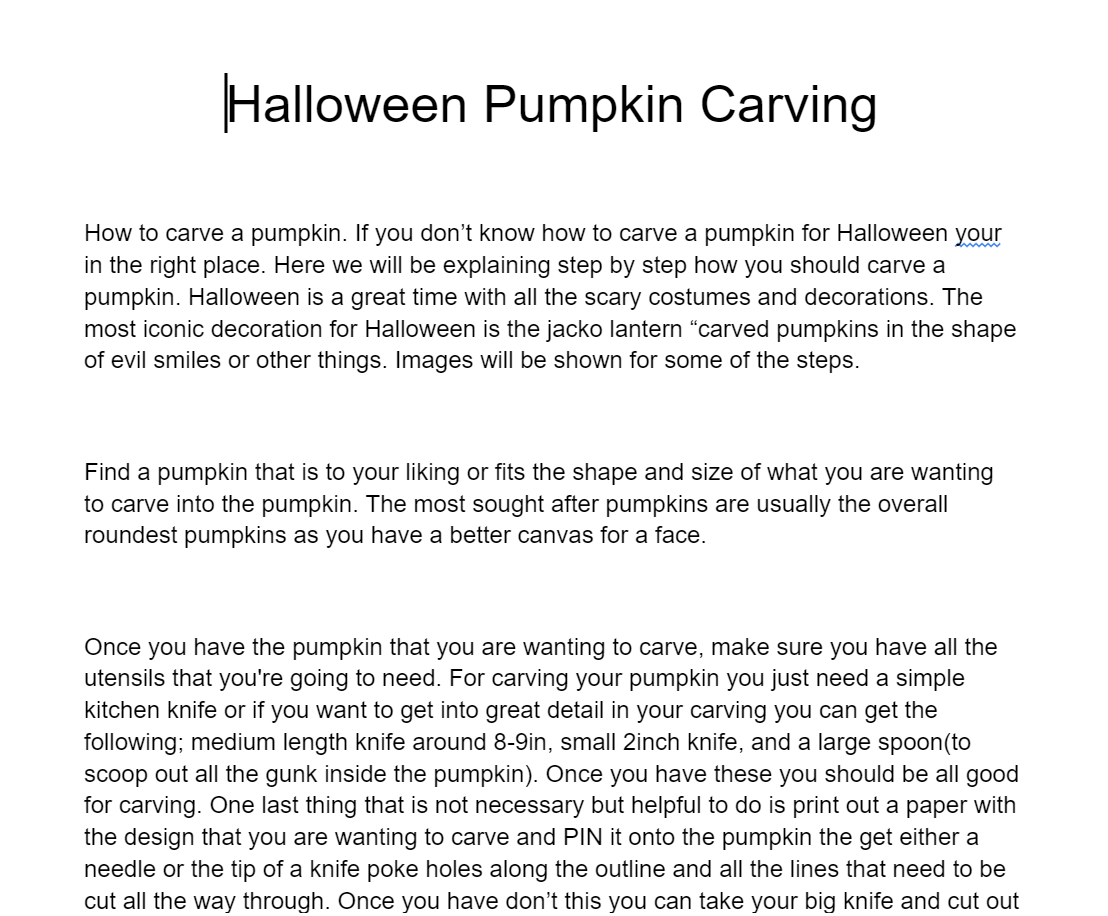 Halloween Pumpkin Carving
How to carve a pumpkin. If you don’t know how to carve a pumpkin for Halloween your
in the right place. Here we will be explaining step by step how you should carve a
pumpkin. Halloween is a great time with all the scary costumes and decorations. The
most iconic decoration for Halloween is the jacko lantern “carved pumpkins in the shape
of evil smiles or other things. Images will be shown for some of the steps.
Find a pumpkin that is to your liking or fits the shape and size of what you are wanting
to carve into the pumpkin. The most sought after pumpkins are usually the overall
roundest pumpkins as you have a better canvas for a face.
Once you have the pumpkin that you are wanting to carve, make sure you have all the
utensils that you're going to need. For carving your pumpkin you just need a simple
kitchen knife or if you want to get into great detail in your carving you can get the
following; medium length knife around 8-9in, small 2inch knife, and a large spoon(to
scoop out all the gunk inside the pumpkin). Once you have these you should be all good
for carving. One last thing that is not necessary but helpful to do is print out a paper with
the design that you are wanting to carve and PIN it onto the pumpkin the get either a
needle or the tip of a knife poke holes along the outline and all the lines that need to be
cut all the way through. Once you have don’t this you can take your big knife and cut out